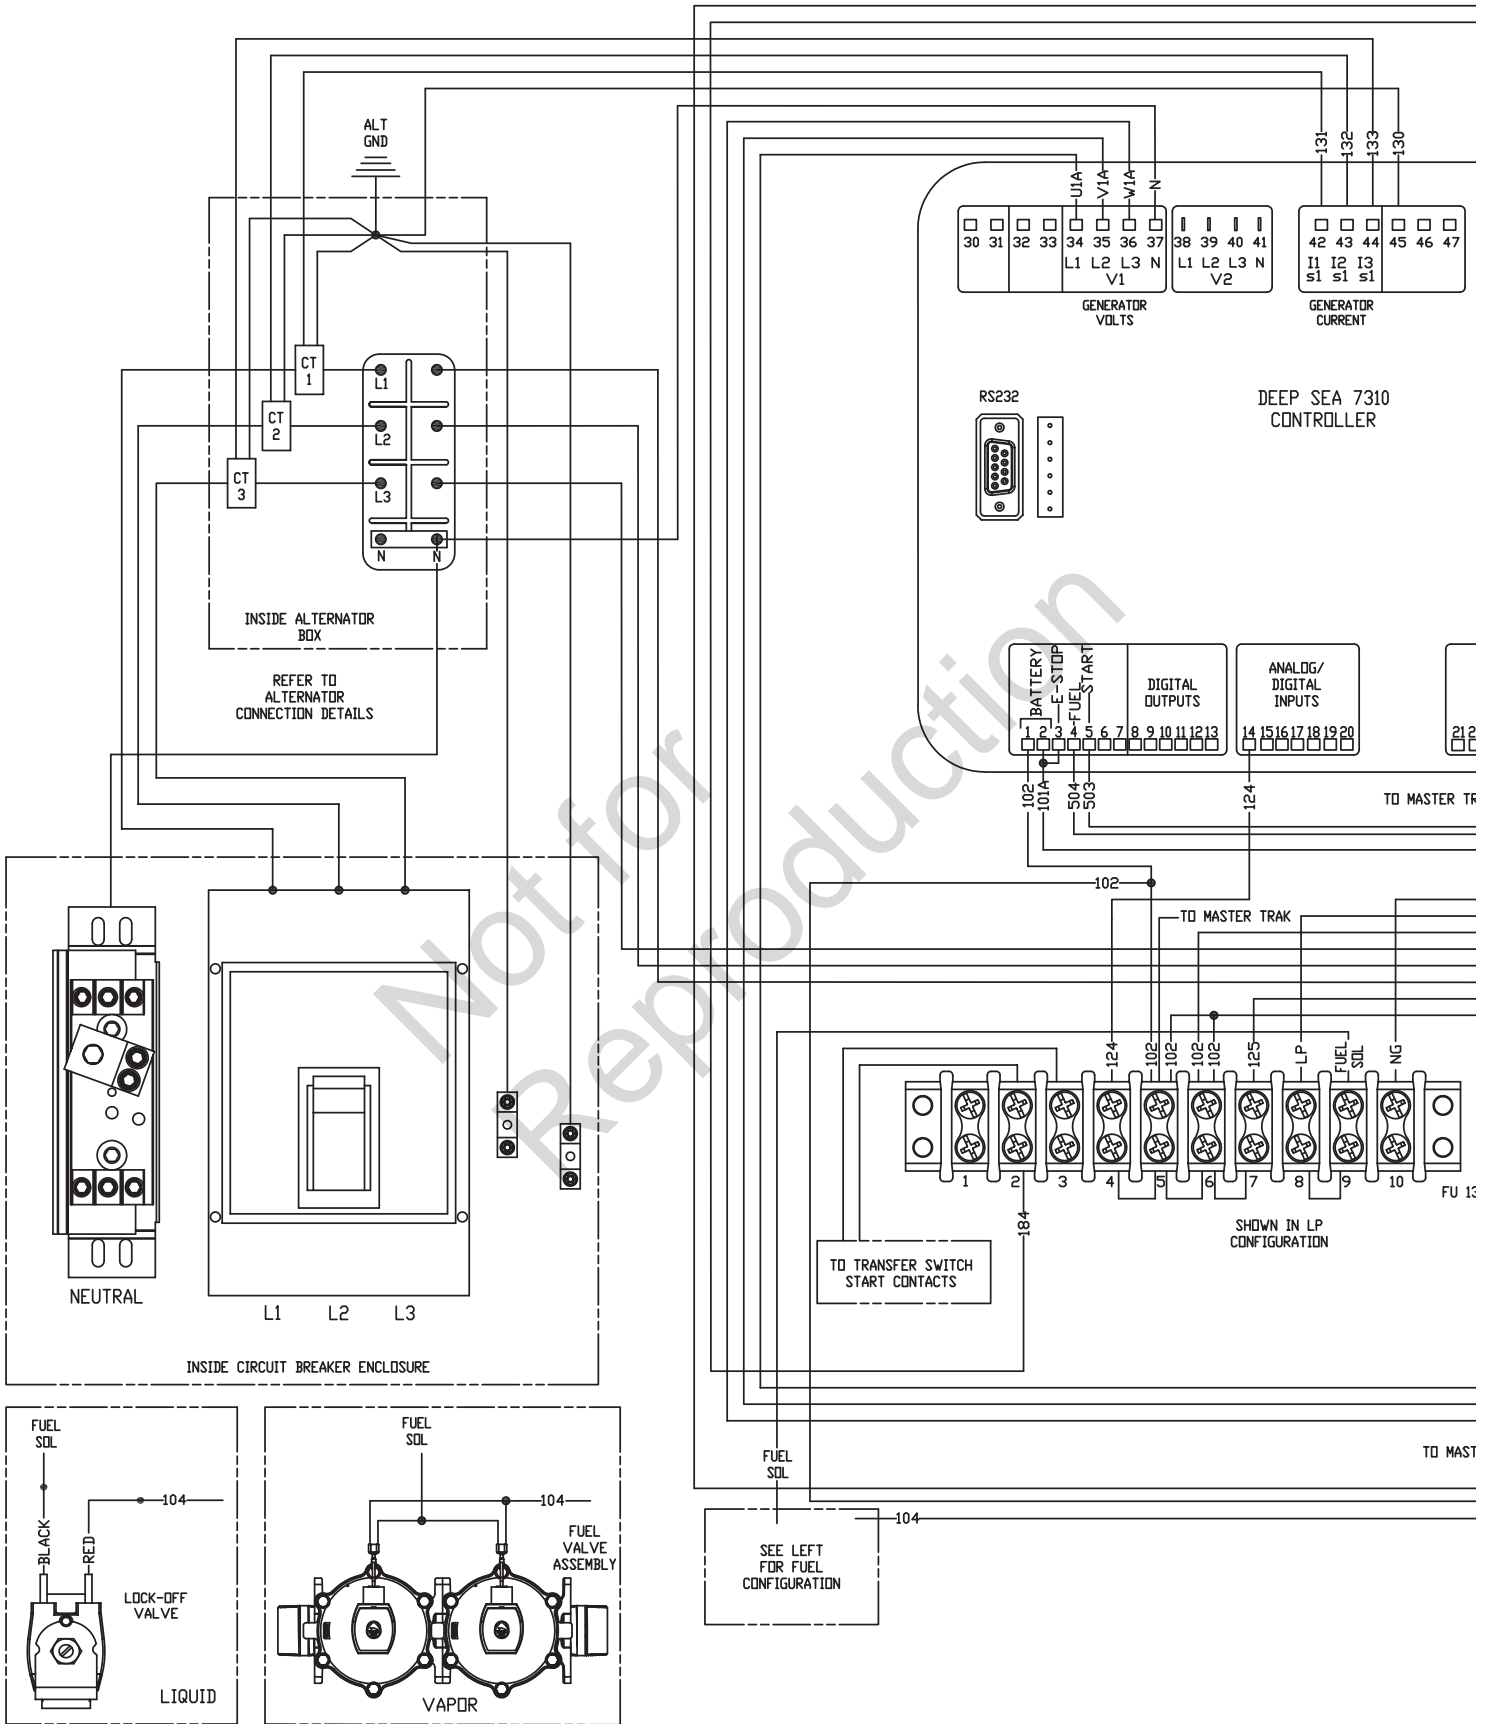 ALT
GND
131
132
133
130
U1A
V1A
W1A
N
30 31 32 33 34 35 36 37
L1 L2 L3 N
V1
38 39 40 41
L1 L2 L3 N
V2
42 43 44 45 46 47
I1 I2 I3
s1 s1 s1
GENERATOR
VOLTS
GENERATOR
CURRENT
CT
1
CT
2
CT
3
L1
L2
L3
N N
RS232
DEEP SEA 7310
CONTROLLER
INSIDE ALTERNATOR
BOX
REFER TO
ALTERNATOR
CONNECTION DETAILS
BATTERY
E-STOP
FUEL
START
DIGITAL
OUTPUTS
ANALOG/
DIGITAL
INPUTS
1 2 3 4 5 6 7 8 9 10 11 12 13
14 15 16 17 18 19 20
21 2
102
101A
504
503
124
TO MASTER TR
102
TO MASTER TRAK
Not for
Reproduction
124
102
102
102
102
125
LP
FUEL
SOL
NG
1 2 3 4 5 6 7 8 9 10
FU 13
184
SHOWN IN LP
CONFIGURATION
TO TRANSFER SWITCH
START CONTACTS
NEUTRAL
L1 L2 L3
INSIDE CIRCUIT BREAKER ENCLOSURE
FUEL
SOL
104
BLACK
RED
LOCK-OFF
VALVE
LIQUID
FUEL
SOL
104
FUEL
VALVE
ASSEMBLY
VAPOR
FUEL
SOL
TO MAST
104
SEE LEFT
FOR FUEL
CONFIGURATION